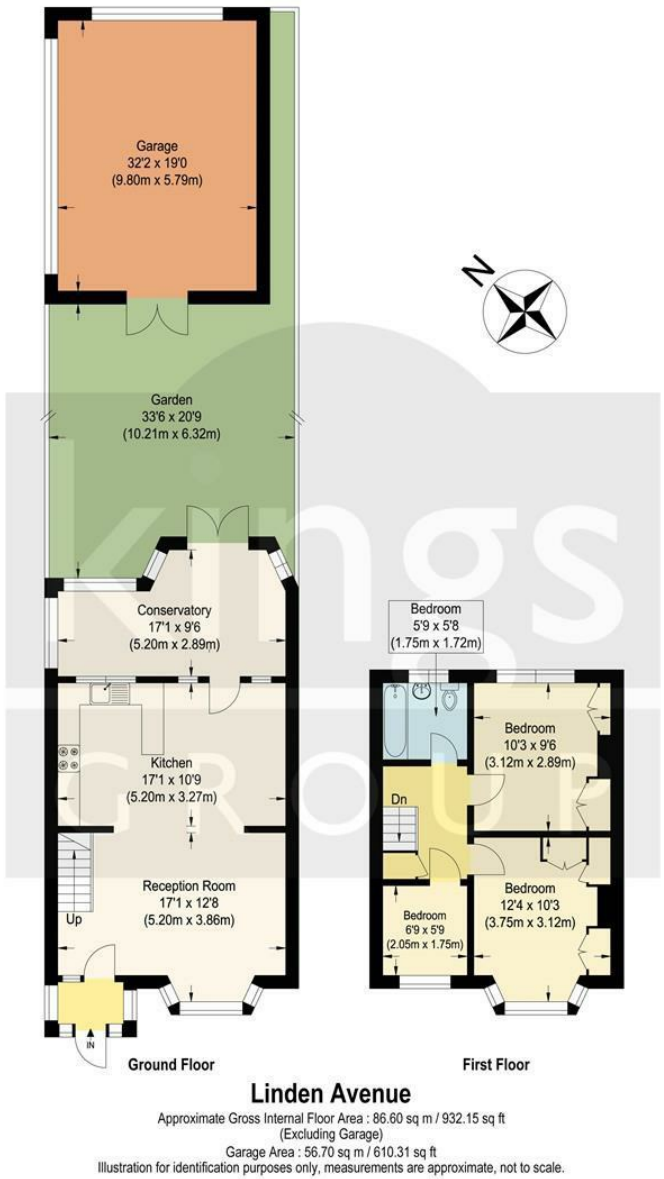 Garage
32'2 x 19'0
(9.80m x 5.79m)
N
Garden
33'6 x 20'9
(10.21m x 6.32m)
kings
GROUP
Conservatory
17'1 x 9'6
(5.20m x 2.89m)
Kitchen
17'1 x 10'9
(5.20m x 3.27m)
Reception Room
17'1 x 12'8
(5.20m x 3.86m)
Up
IN
Ground Floor
Bedroom
5'9 x 5'8
(1.75m x 1.72m)
Bedroom
10'3 x 9'6
(3.12m x 2.89m)
Dn
Bedroom
12'4 x 10'3
(3.75m x 3.12m)
Bedroom
6'9 x 5'9
(2.05m x 1.75m)
First Floor
Linden Avenue
Approximate Gross Internal Floor Area : 86.60 sq m / 932.15 sq ft
(Excluding Garage)
Garage Area : 56.70 sq m / 610.31 sq ft
Illustration for identification purposes only, measurements are approximate, not to scale.